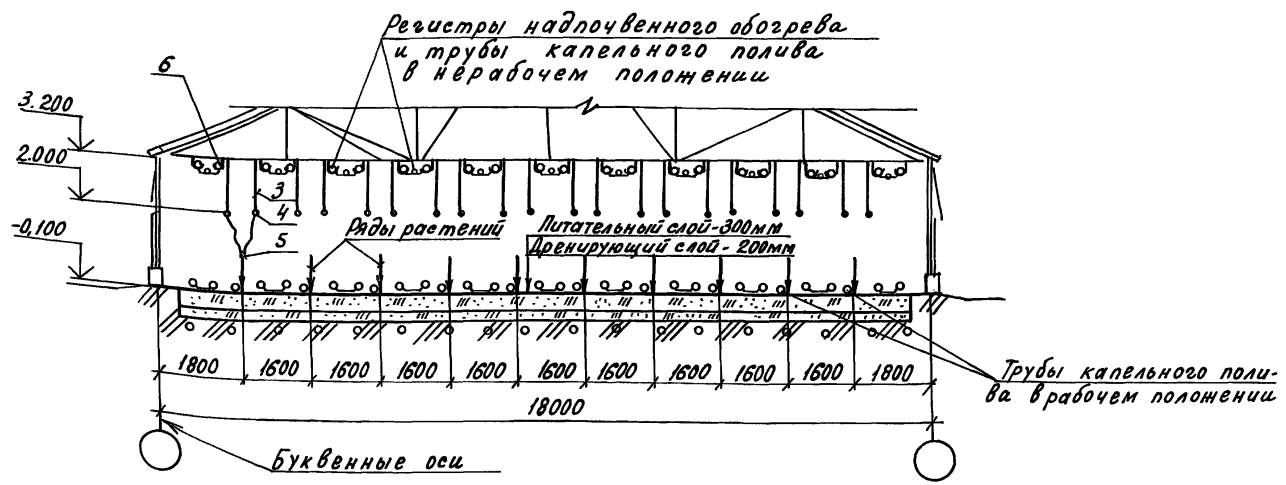 Регистры надпочвенного обогрева
и трубы капельного полива
в нерабочем положении
6
3.200
2.000
3
4
-0,100
5
Ряды растений
Питательный слой-300мм
Дренирующий слой-200мм
1800 1600 1600 1600 1600 1600 1600 1600 1600 1600 1800
18000
Трубы капельного поли-
ва в рабочем положении
Буквенные оси